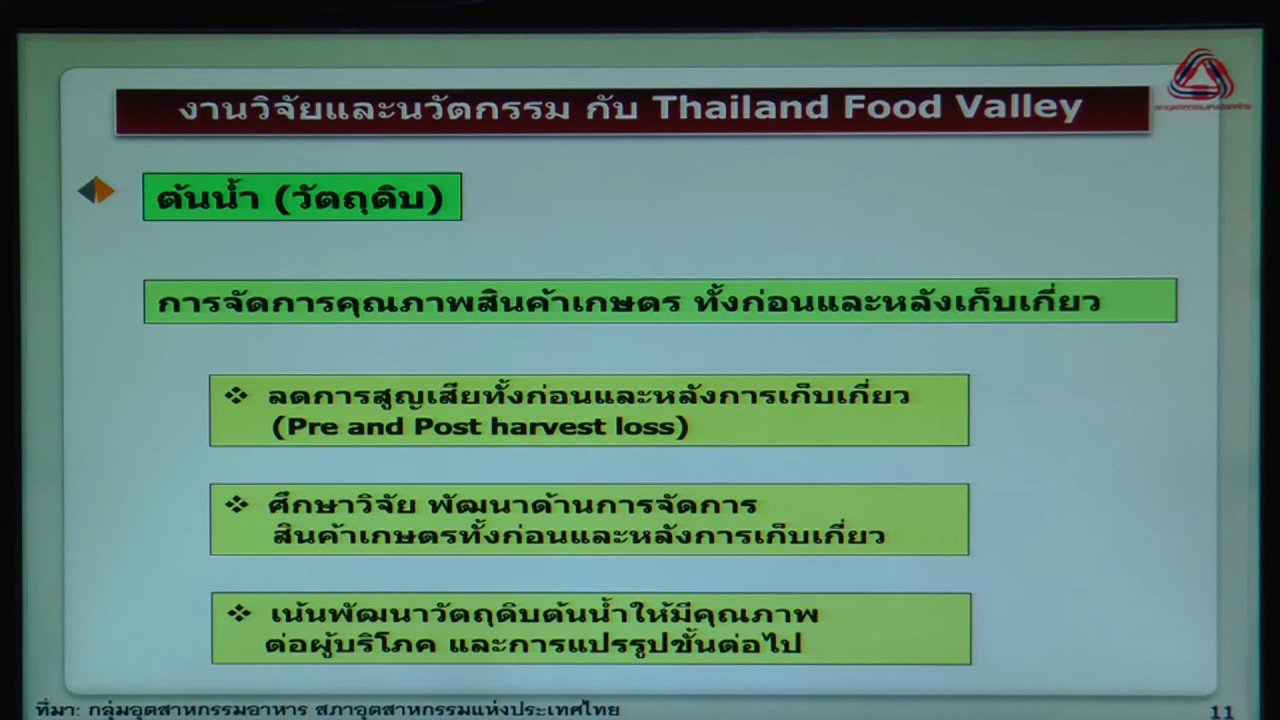 งานวิจัยและนวัตกรรม กับ Thailand Food Valley
ต้นน้ำ (วัตถุดิบ)
การจัดการคุณภาพสินค้าเกษตร ทั้งก่อนและหลังเก็บเกี่ยว
❖ ลดการสูญเสียทั้งก่อนและหลังการเก็บเกี่ยว
(Pre and Post harvest loss)
❖ ศึกษาวิจัย พัฒนาด้านการจัดการ
สินค้าเกษตรทั้งก่อนและหลังการเก็บเกี่ยว
❖ เน้นพัฒนาวัตถุดิบต้นน้ำให้มีคุณภาพ
ต่อผู้บริโภค และการแปรรูปขั้นต่อไป
ที่มา: กลุ่มอุตสาหกรรมอาหาร สภาอุตสาหกรรมแห่งประเทศไทย
11